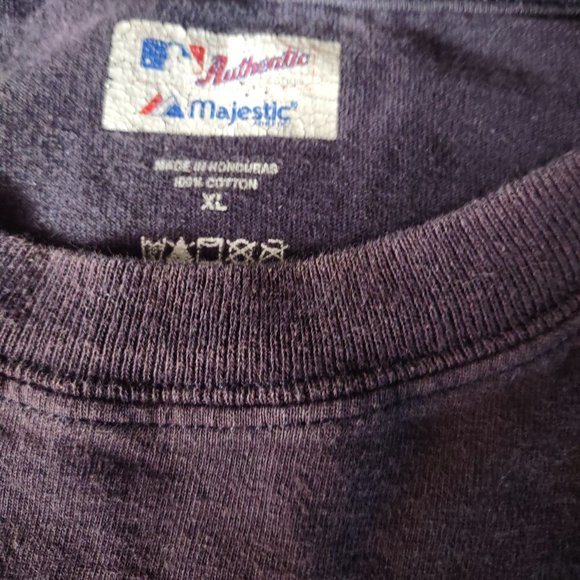 Authentic
Majestic®
MADE IN HONDURAS
100% COTTON
XL